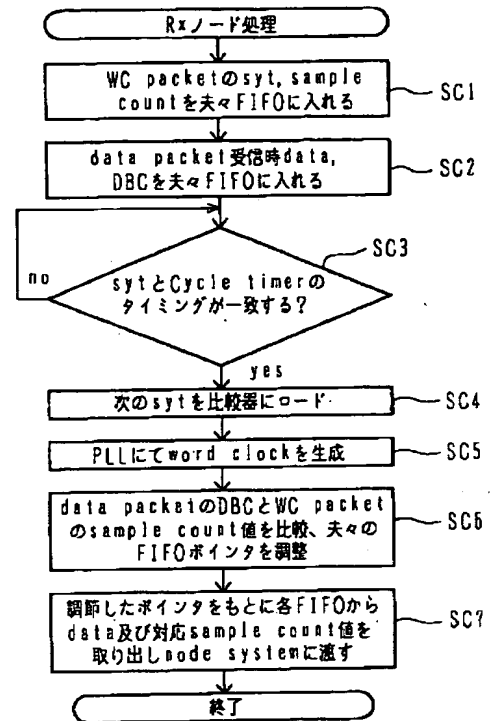 Rxノード処理
WC packetのsyt, sample
countを夫々FIFOに入れる
SC1
data packet受信時data,
DBCを夫々FIFOに入れる
SC2
SC3
no
sytとCycle timerの
タイミングが一致する?
yes
次のsytを比較器にロード
SC4
PLLにてword clockを生成
SC5
data packetのDBCとWC packet
のsample count値を比較、夫々の
FIFOポインタを調整
SC6
調節したポインタをもとに各FIFOから
data及び対応sample count値を
取り出しnode systemに渡す
SC7
終了